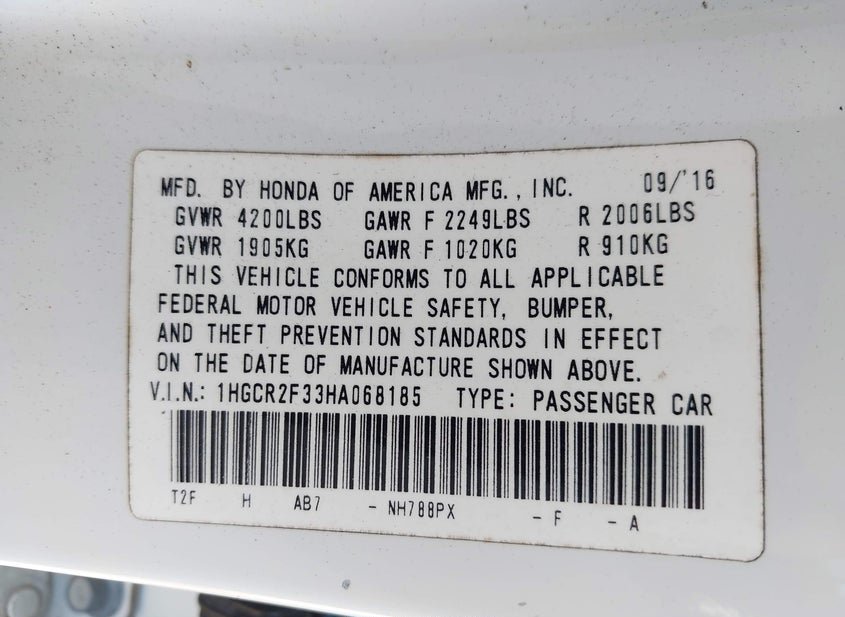 MFD. BY HONDA OF AMERICA MFG., INC. 09/'16
GVWR 4200LBS GAWR F 2249LBS R 2006LBS
GVWR 1905KG GAWR F 1020KG R 910KG
THIS VEHICLE CONFORMS TO ALL APPLICABLE
FEDERAL MOTOR VEHICLE SAFETY, BUMPER,
AND THEFT PREVENTION STANDARDS IN EFFECT
ON THE DATE OF MANUFACTURE SHOWN ABOVE.
V.I.N.: 1HGCR2F33HA068185 TYPE: PASSENGER CAR
T2F H AB7 - NH788PX - F - A